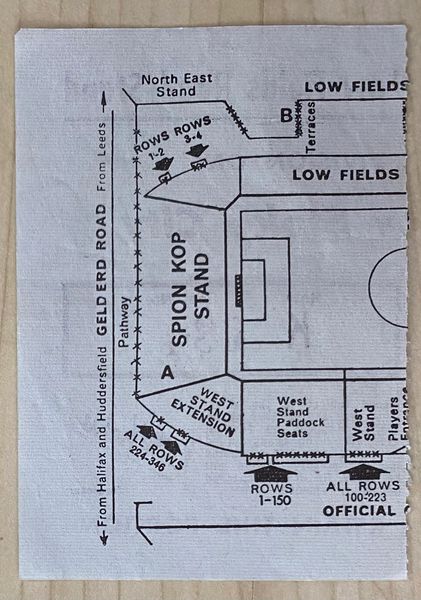 North East
Stand
LOW FIELDS
B
Terraces
ROWS
1-2
ROWS
3-4
LOW FIELDS
From Leeds
GELDERD ROAD
From Halifax and Huddersfield
Pathway
SPION KOP
STAND
A
WEST
STAND
EXTENSION
ALL ROWS
224-346
West
Stand
Paddock
Seats
West
Stand
Players
Entrance
ROWS
1-150
ALL ROWS
100-223
OFFICIAL C